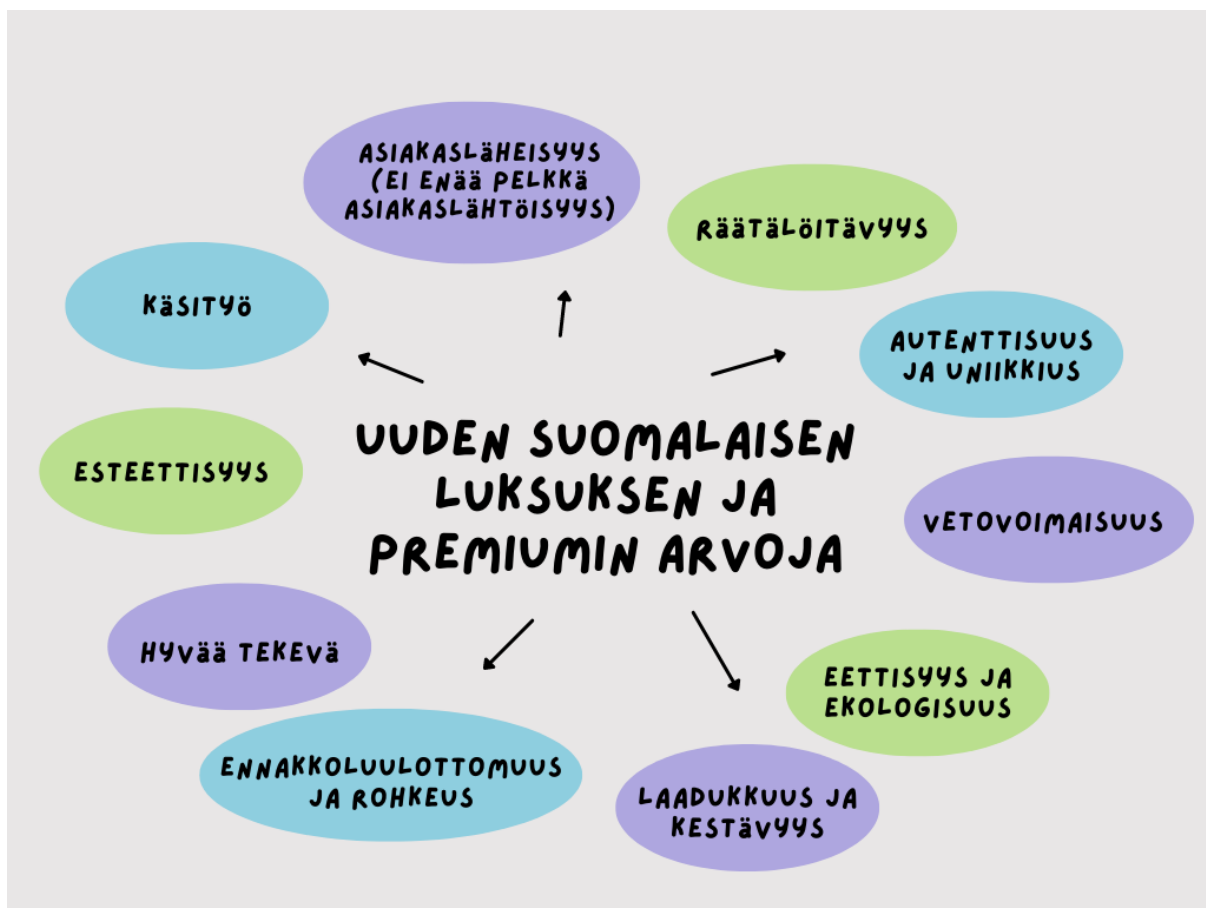 ASIAKASLÄHEISYYS
(EI ENÄÄ PELKKÄ
ASIAKASLÄHTÖISYYS)
RÄÄTÄLÖITÄVYYS
KÄSITYÖ
AUTENTTISUUS
JA UNIIKKIUS
UUDEN SUOMALAISEN
LUKSUKSEN JA
PREMIUMIN ARVOJA
ESTEETTISYYS
VETOVOIMAISUUS
HYVÄÄ TEKEVÄ
EETTISYYS JA
EKOLOGISUUS
ENNAKKOLUULOTTOMUUS
JA ROHKEUS
LAADUKKUUS JA
KESTÄVYYS